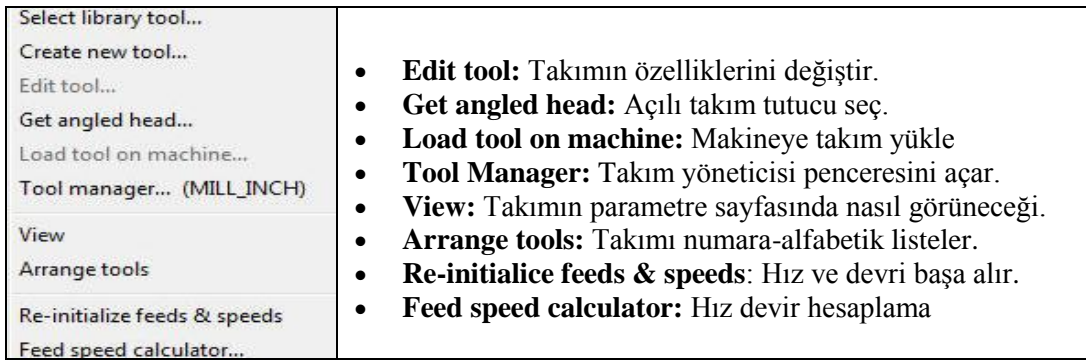 Select library tool...
Create new tool...
Edit tool...
Get angled head...
Load tool on machine...
Tool manager... (MILL_INCH)
View
Arrange tools
Re-initialize feeds & speeds
Feed speed calculator...
• Edit tool: Takımın özelliklerini değiştir.
• Get angled head: Açılı takım tutucu seç.
• Load tool on machine: Makineye takım yükle
• Tool Manager: Takım yöneticisi penceresini açar.
• View: Takımın parametre sayfasında nasıl görüneceği.
• Arrange tools: Takımı numara-alfabetik listeler.
• Re-initialice feeds & speeds: Hız ve devri başa alır.
• Feed speed calculator: Hız devir hesaplama